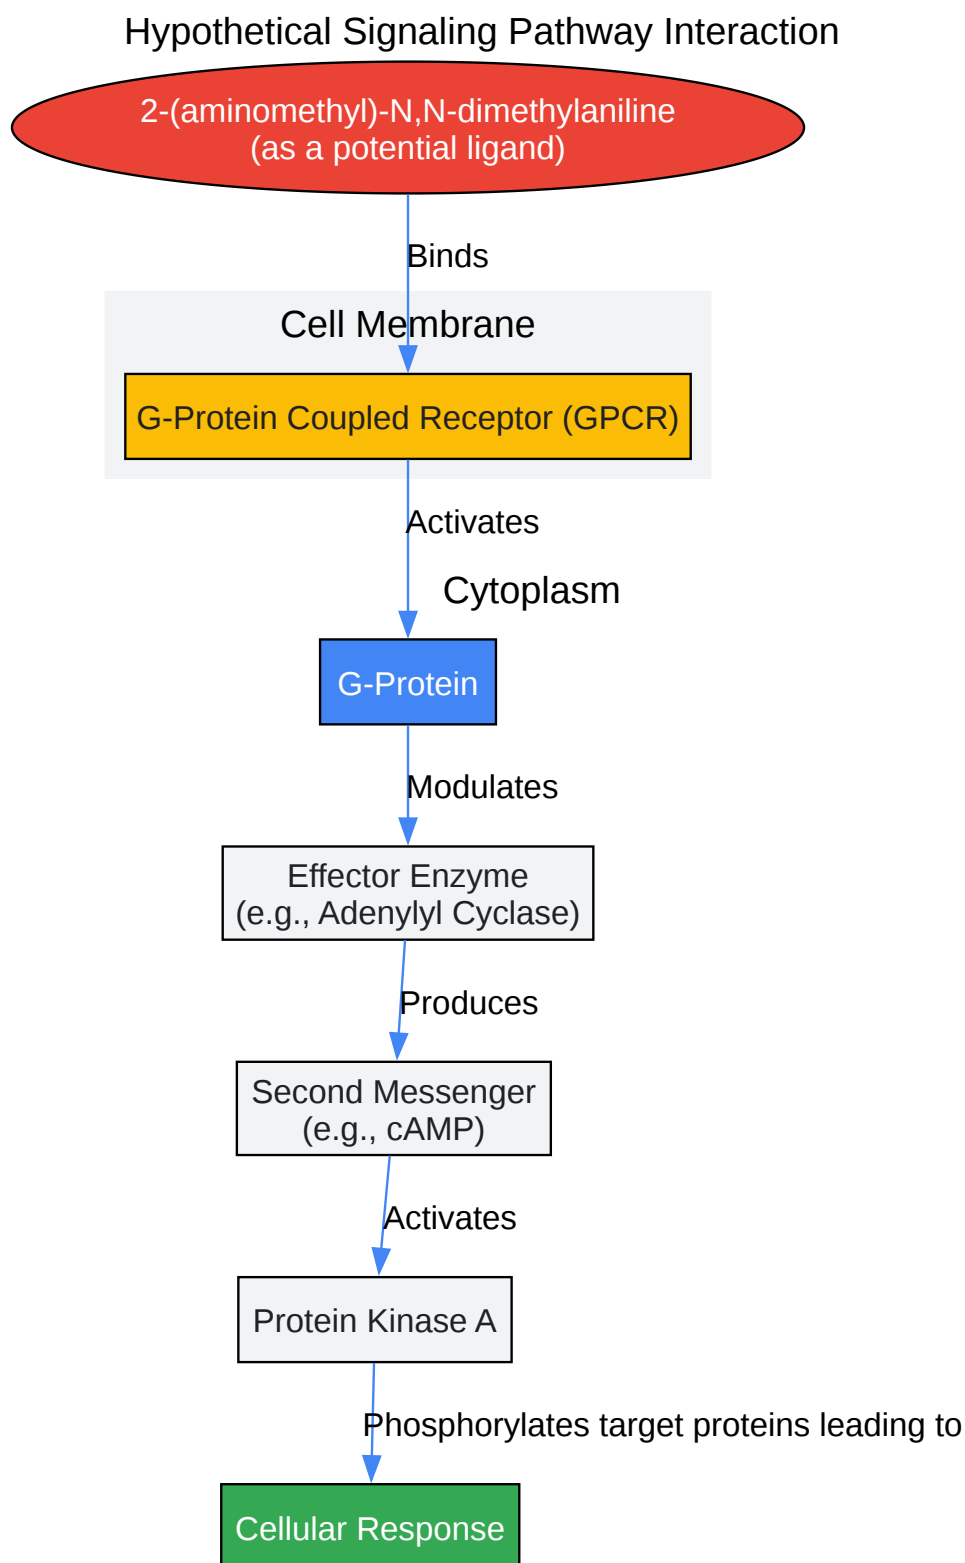 Hypothetical Signaling Pathway Interaction
2-(aminomethyl)-N,N-dimethylaniline
(as a potential ligand)
Binds
Cell Membrane
G-Protein Coupled Receptor (GPCR)
Activates
Cytoplasm
G-Protein
Modulates
Effector Enzyme
(e.g., Adenylyl Cyclase)
Produces
Second Messenger
(e.g., cAMP)
Activates
Protein Kinase A
Phosphorylates target proteins leading to
Cellular Response